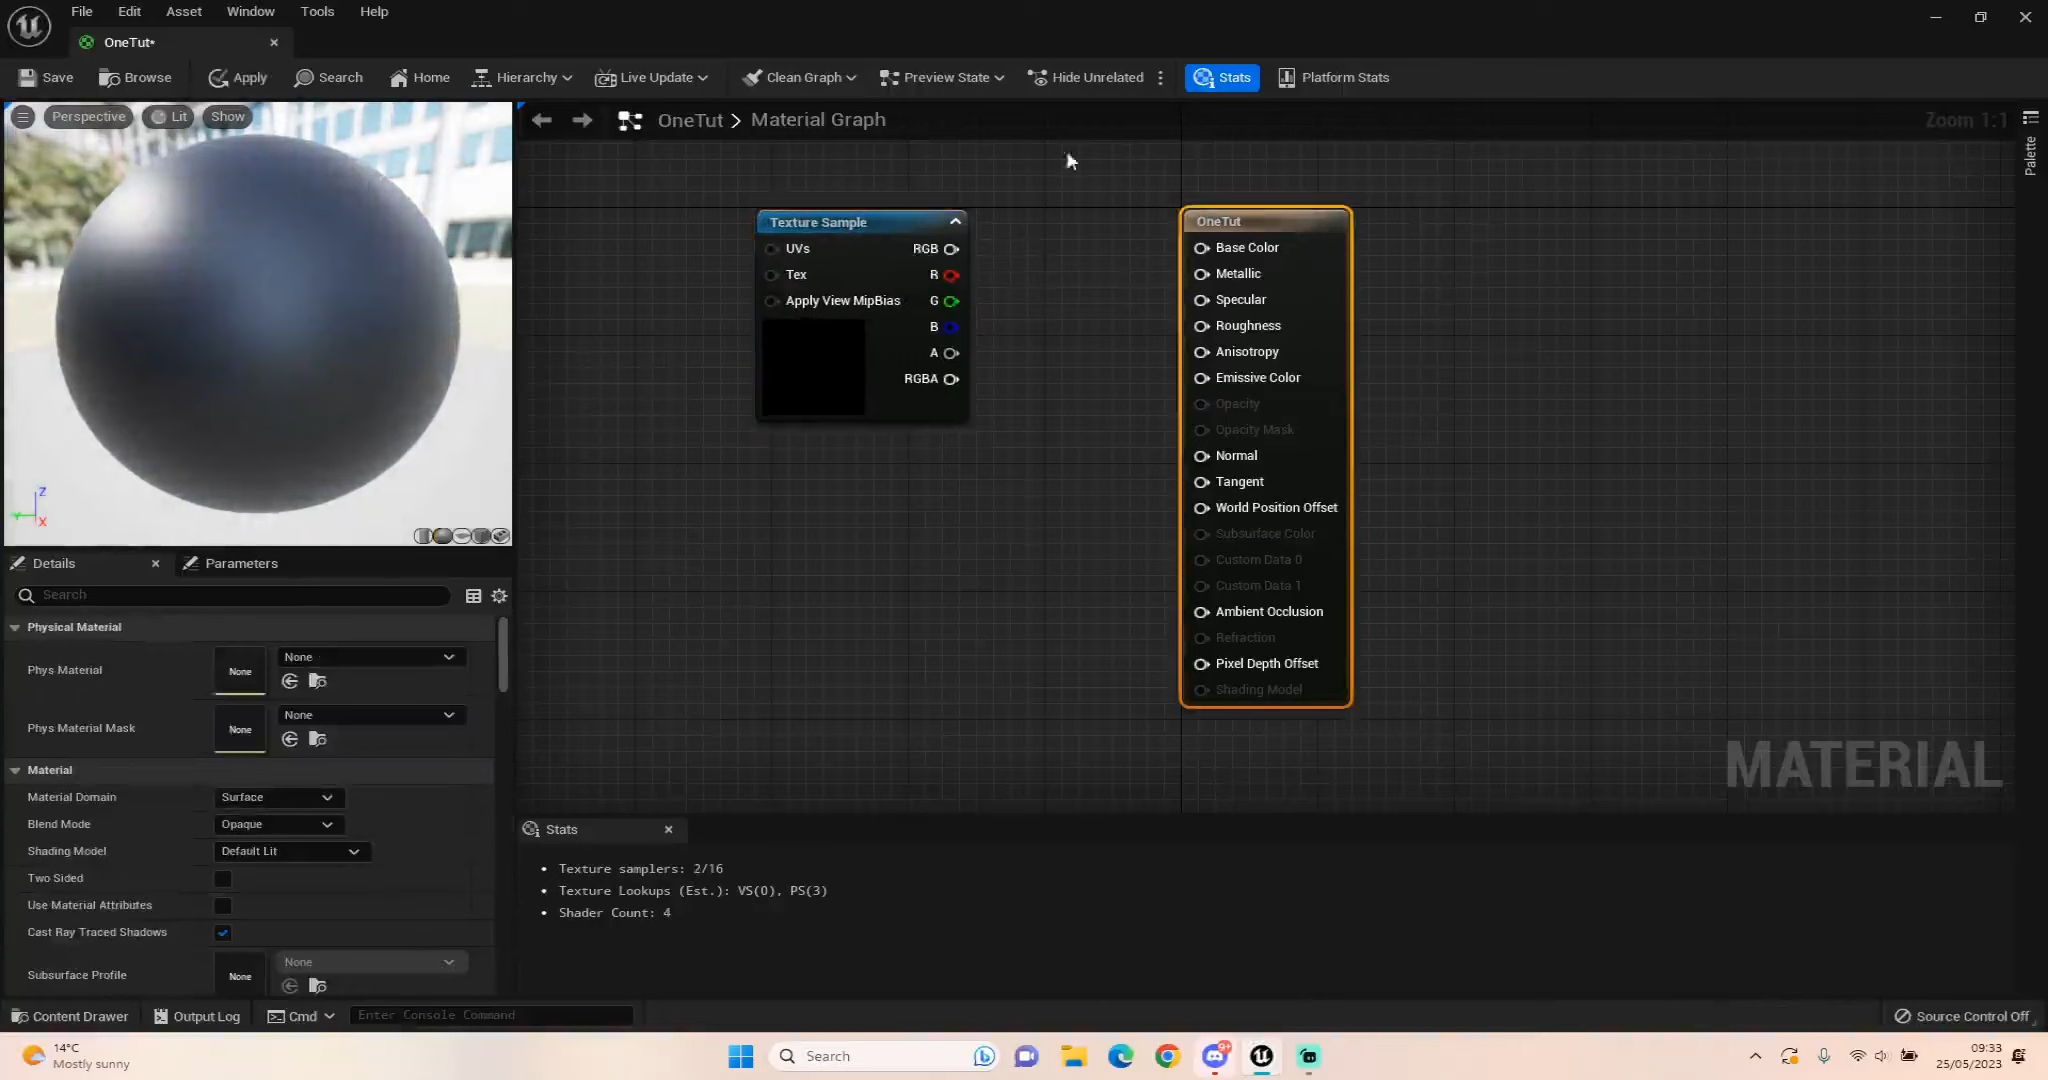 File Edit Asset Window Tools Help
OneTut*
Save Browse Apply Search Home Hierarchy Live Update Clean Graph Preview State Hide Unrelated Stats Platform Stats
Perspective Lit Show
OneTut > Material Graph
Zoom 1:1
Palette
Texture Sample
UVs RGB
Tex R
Apply View MipBias G
B
A
RGBA
OneTut
Base Color
Metallic
Specular
Roughness
Anisotropy
Emissive Color
Opacity
Opacity Mask
Normal
Tangent
World Position Offset
Subsurface Color
Custom Data 0
Custom Data 1
Ambient Occlusion
Refraction
Pixel Depth Offset
Shading Model
MATERIAL
Z
Y
X
Details Parameters
Search
Physical Material
Phys Material None None
Phys Material Mask None None
Material
Material Domain Surface
Blend Mode Opaque
Shading Model Default Lit
Two Sided
Use Material Attributes
Cast Ray Traced Shadows
Subsurface Profile None None
Stats
• Texture samplers: 2/16
• Texture Lookups (Est.): VS(0), PS(3)
• Shader Count: 4
Content Drawer Output Log Cmd Enter Console Command Source Control Off
14°C
Mostly sunny
Search
9+
09:33
25/05/2023